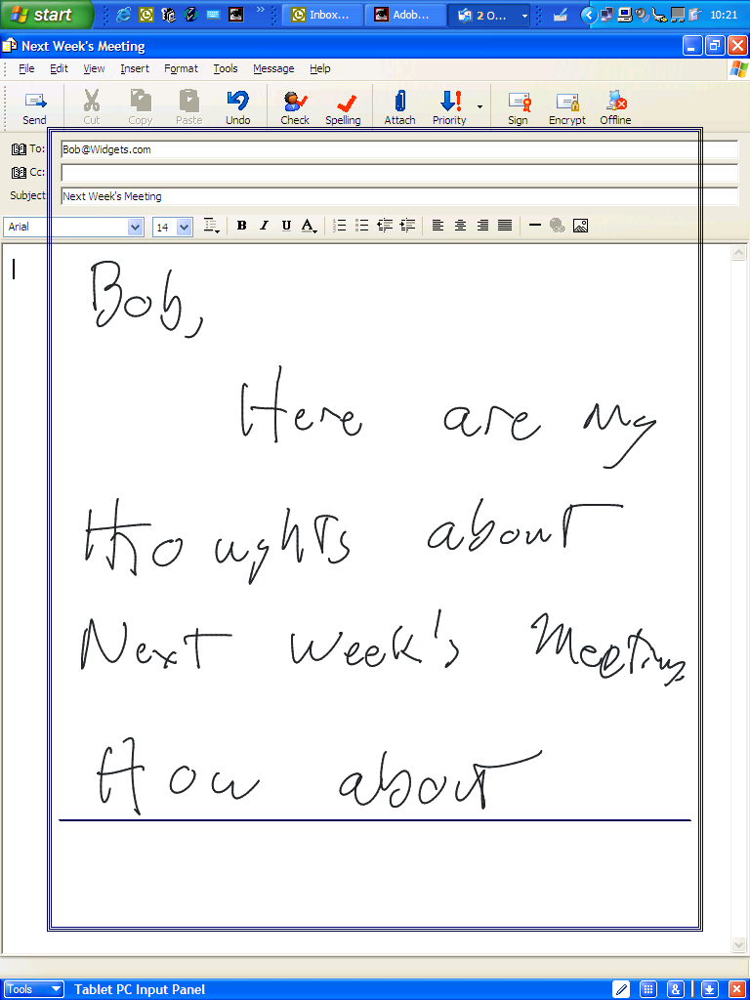 start
Inbox...
Adob...
2 O...
10:21
Next Week's Meeting
File Edit View Insert Format Tools Message Help
Send Cut Copy Paste Undo Check Spelling Attach Priority Sign Encrypt Offline
To: Bob@Widgets.com
Cc:
Subject Next Week's Meeting
Arial 14 B I U A
Bob,
Here are my
thoughts about
Next Week's Meeting
How about
Tools Tablet PC Input Panel &